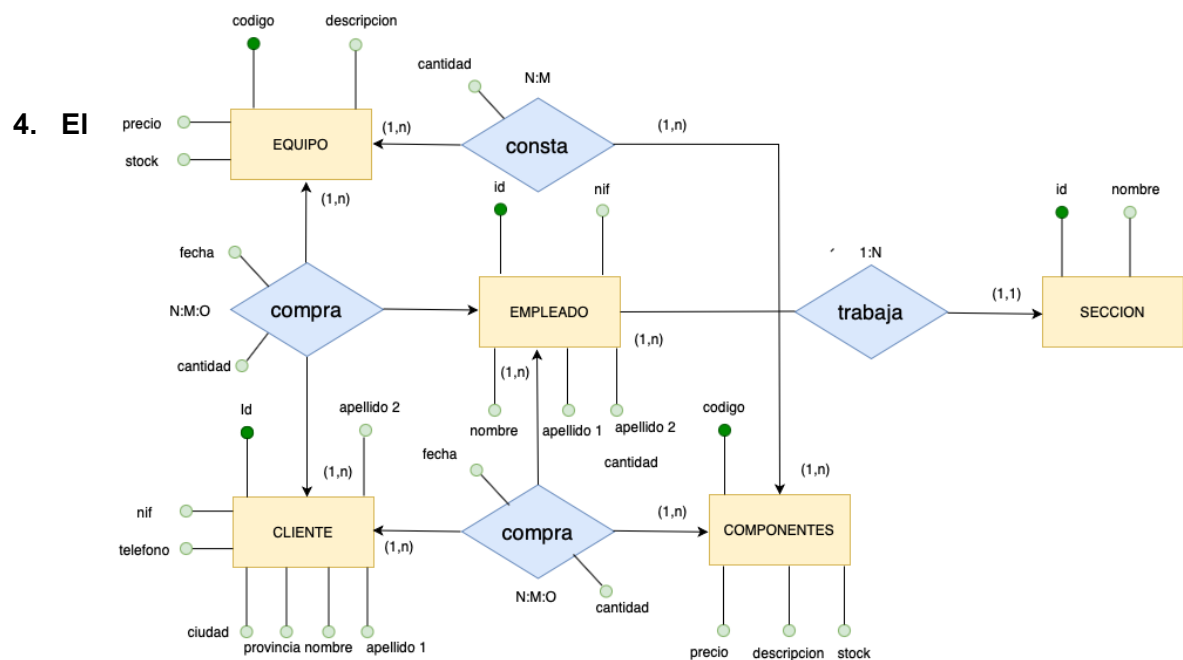 codigo
descripcion
cantidad
N:M
4. El
precio
EQUIPO
(1,n)
consta
(1,n)
stock
(1,n)
id
nif
id
nombre
fecha
1:N
N:M:O
compra
EMPLEADO
trabaja
(1,1)
SECCION
(1,n)
cantidad
(1,n)
Id
apellido 2
codigo
nombre
apellido 1
apellido 2
fecha
cantidad
(1,n)
(1,n)
nif
CLIENTE
(1,n)
compra
(1,n)
COMPONENTES
telefono
N:M:O
cantidad
ciudad
provincia
nombre
apellido 1
precio
descripcion
stock